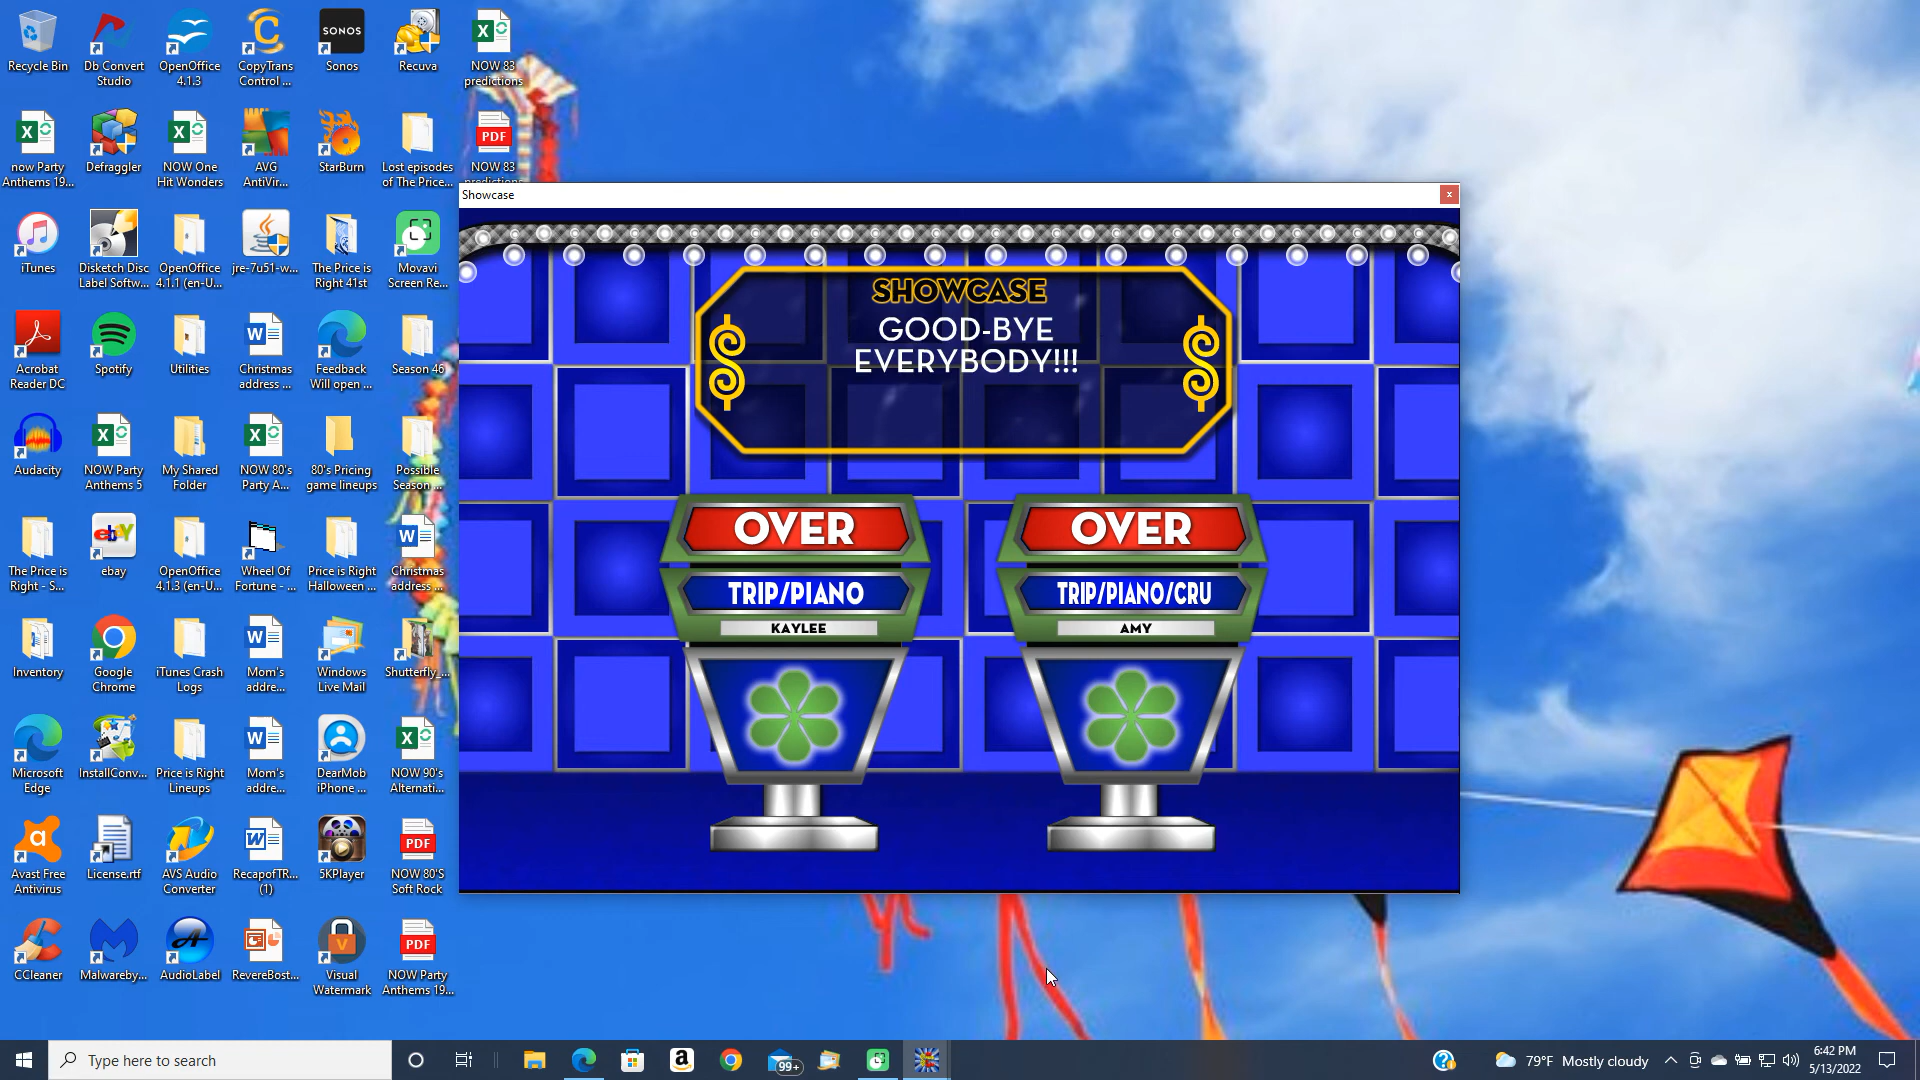 Recycle Bin
Db Convert
Studio
OpenOffice
4.1.3
CopyTrans
Control ...
SONOS
Sonos
Recuva
NOW 83
predictions
now Party
Anthems 19...
Defraggler
NOW One
Hit Wonders
AVG
AntiVir...
StarBurn
Lost episodes
of The Price...
PDF
NOW 83
predictions
iTunes
Disketch Disc
Label Softw...
OpenOffice
4.1.1 (en-U...
jre-7u51-w...
The Price is
Right 41st
Movavi
Screen Re...
Acrobat
Reader DC
Spotify
Utilities
Christmas
address ...
Feedback
Will open ...
Season 46
Audacity
NOW Party
Anthems 5
My Shared
Folder
NOW 80's
Party A...
80's Pricing
game lineups
Possible
Season ...
The Price is
Right - S...
ebay
ebay
OpenOffice
4.1.3 (en-U...
Wheel Of
Fortune - ...
Price is Right
Halloween ...
Christmas
address ...
Inventory
Google
Chrome
iTunes Crash
Logs
Mom's
addre...
Windows
Live Mail
Shutterfly_...
Microsoft
Edge
InstallConv...
Price is Right
Lineups
Mom's
addre...
DearMob
iPhone ...
NOW 90's
Alternati...
Avast Free
Antivirus
License.rtf
AVS Audio
Converter
RecapofTR...
(1)
5KPlayer
PDF
NOW 80'S
Soft Rock
CCleaner
Malwareby...
AudioLabel
RevereBost...
Visual
Watermark
PDF
NOW Party
Anthems 19...
Showcase
x
SHOWCASE
GOOD-BYE
EVERYBODY!!!
OVER
TRIP/PIANO
KAYLEE
OVER
TRIP/PIANO/CRU
AMY
Type here to search
99+
79°F Mostly cloudy
6:42 PM
5/13/2022